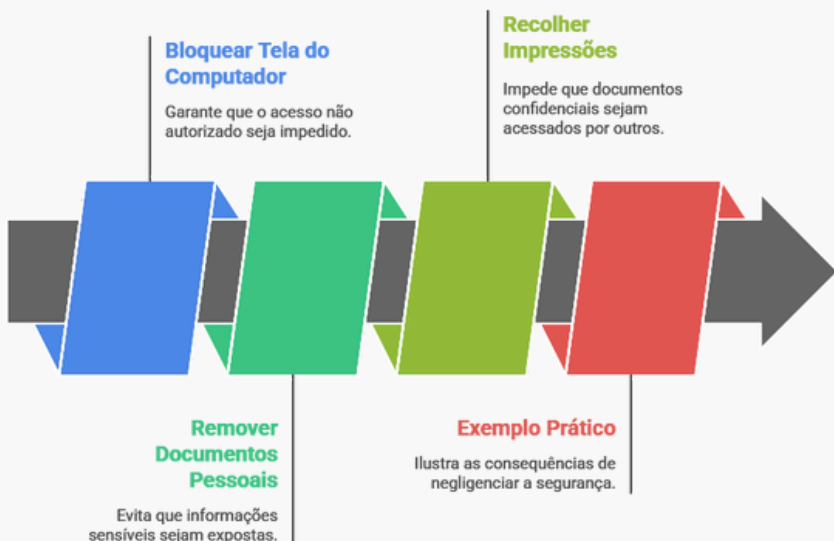 Bloquear Tela do
Computador
Garante que o acesso não
autorizado seja impedido.
Recolher
Impressões
Impede que documentos
confidenciais sejam
acessados por outros.
Remover
Documentos
Pessoais
Evita que informações
sensíveis sejam expostas.
Exemplo Prático
Ilustra as consequências de
negligenciar a segurança.